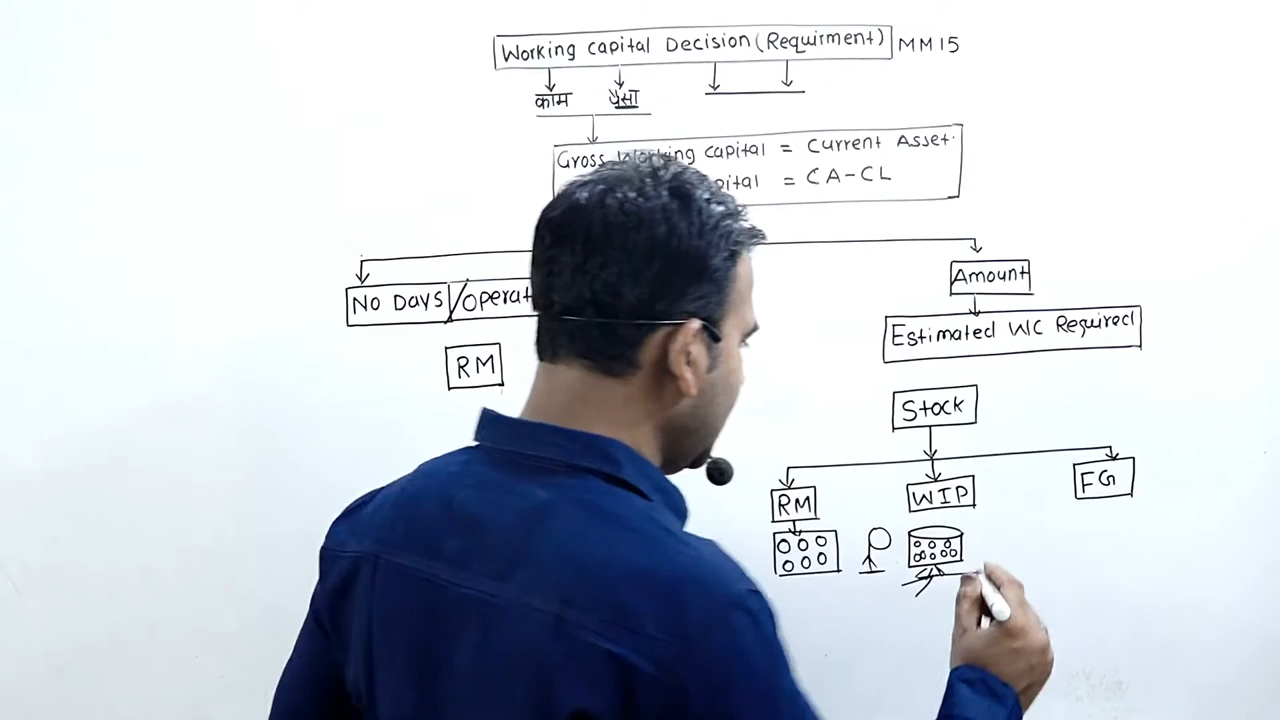 Working Capital Decision (Requirment) MM15
काम पैसा
Gross Working capital = Current Asset.
pital = CA-CL
No Days / Operat
Amount
Estimated WC Required
RM
Stock
RM WIP FG